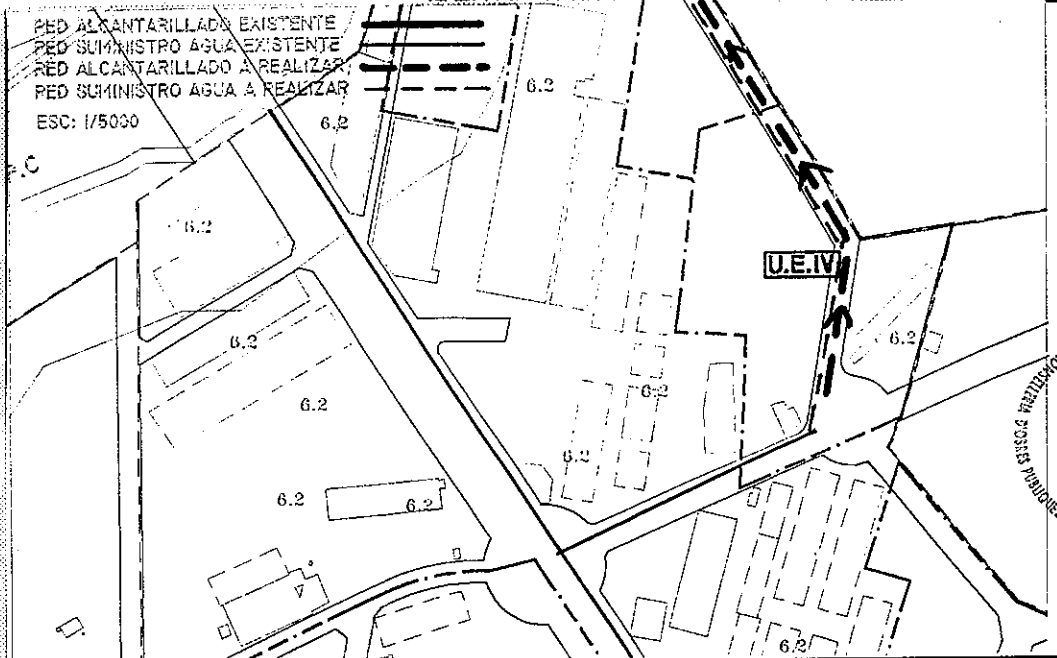 RED ALCANTARILLADO EXISTENTE
RED SUMINISTRO AGUA EXISTENTE
RED ALCANTARILLADO A REALIZAR
RED SUMINISTRO AGUA A REALIZAR
ESC: 1/5000
6.2
6.2
6.2
U.E.IV
6.2
6.2
6.2
6.2
6.2
6.2
6.2
6.2
CONSELLERIA D'OBRES